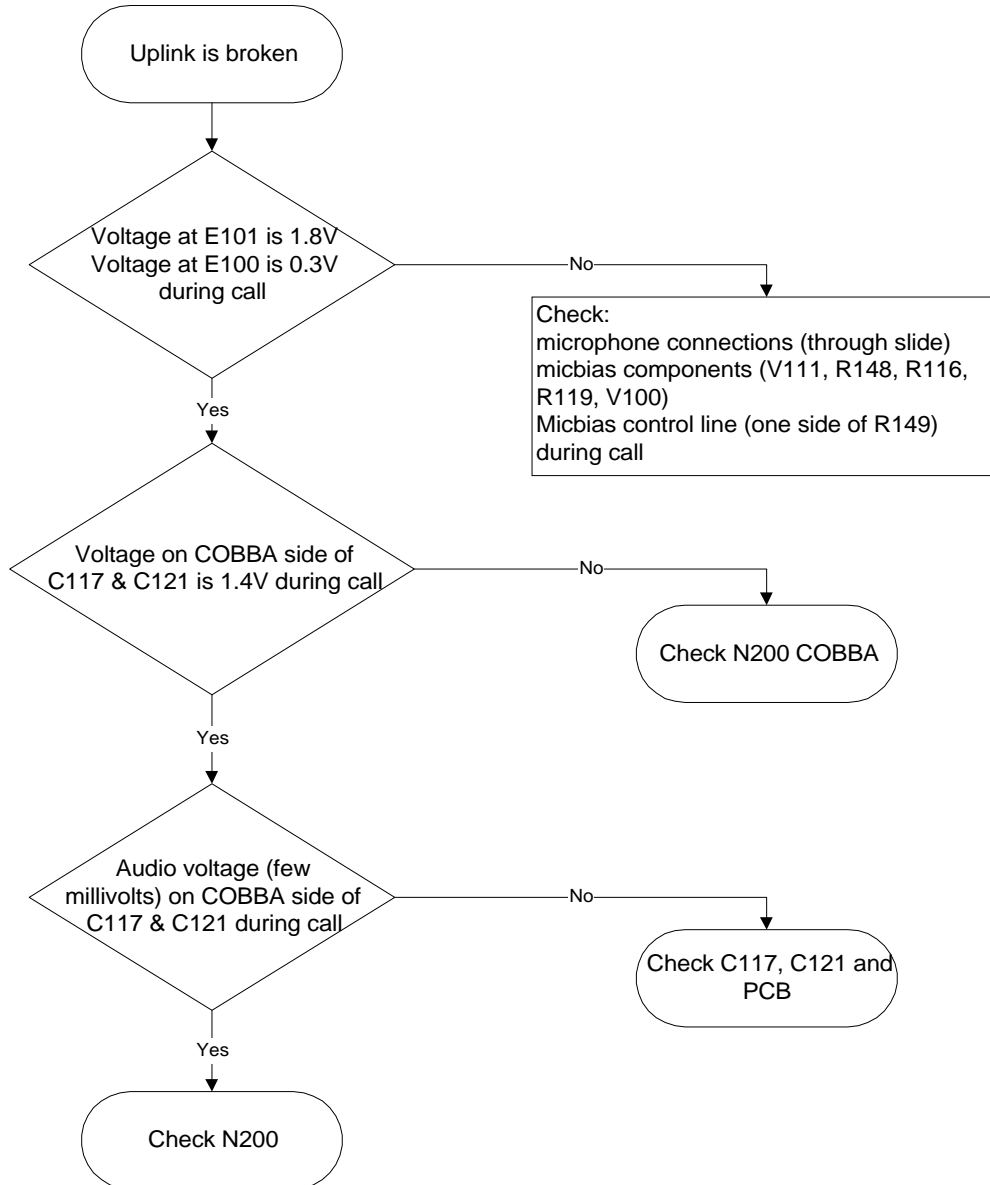 Uplink is broken
Voltage at E101 is 1.8V
Voltage at E100 is 0.3V
during call
No
Check:
microphone connections (through slide)
micbias components (V111, R148, R116,
R119, V100)
Micbias control line (one side of R149)
during call
Yes
Voltage on COBBA side of
C117 & C121 is 1.4V during call
No
Check N200 COBBA
Yes
Audio voltage (few
millivolts) on COBBA side of
C117 & C121 during call
No
Check C117, C121 and
PCB
Yes
Check N200